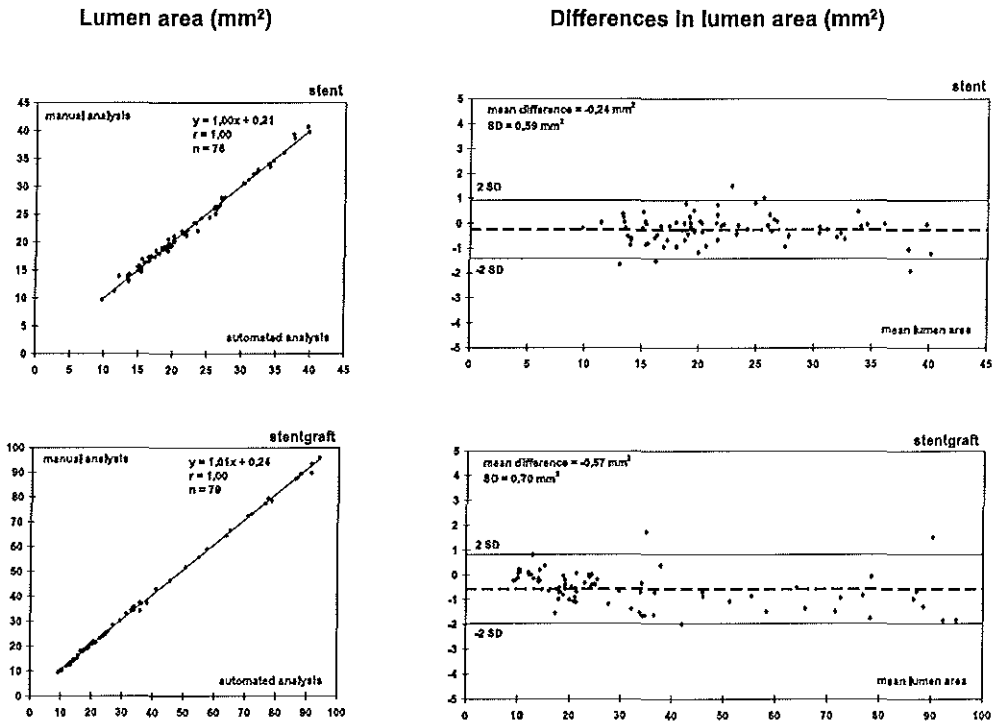 Lumen area (mm²)
Differences in lumen area (mm²)
stent
manual analysis
y = 1,00x + 0,21
r = 1,00
n = 76
automated analysis
45
40
35
30
25
20
15
10
5
0
0 5 10 15 20 25 30 35 40 45
stent
mean difference = -0,24 mm²
SD = 0,59 mm²
2 SD
-2 SD
mean lumen area
5
4
3
2
1
0
-1
-2
-3
-4
-5
0 5 10 15 20 25 30 35 40 45
stentgraft
manual analysis
y = 1,01x + 0,24
r = 1,00
n = 79
automated analysis
100
90
80
70
60
50
40
30
20
10
0
0 10 20 30 40 50 60 70 80 90 100
stentgraft
mean difference = -0,57 mm²
SD = 0,70 mm²
2 SD
-2 SD
mean lumen area
5
4
3
2
1
0
-1
-2
-3
-4
-5
0 10 20 30 40 50 60 70 80 90 100